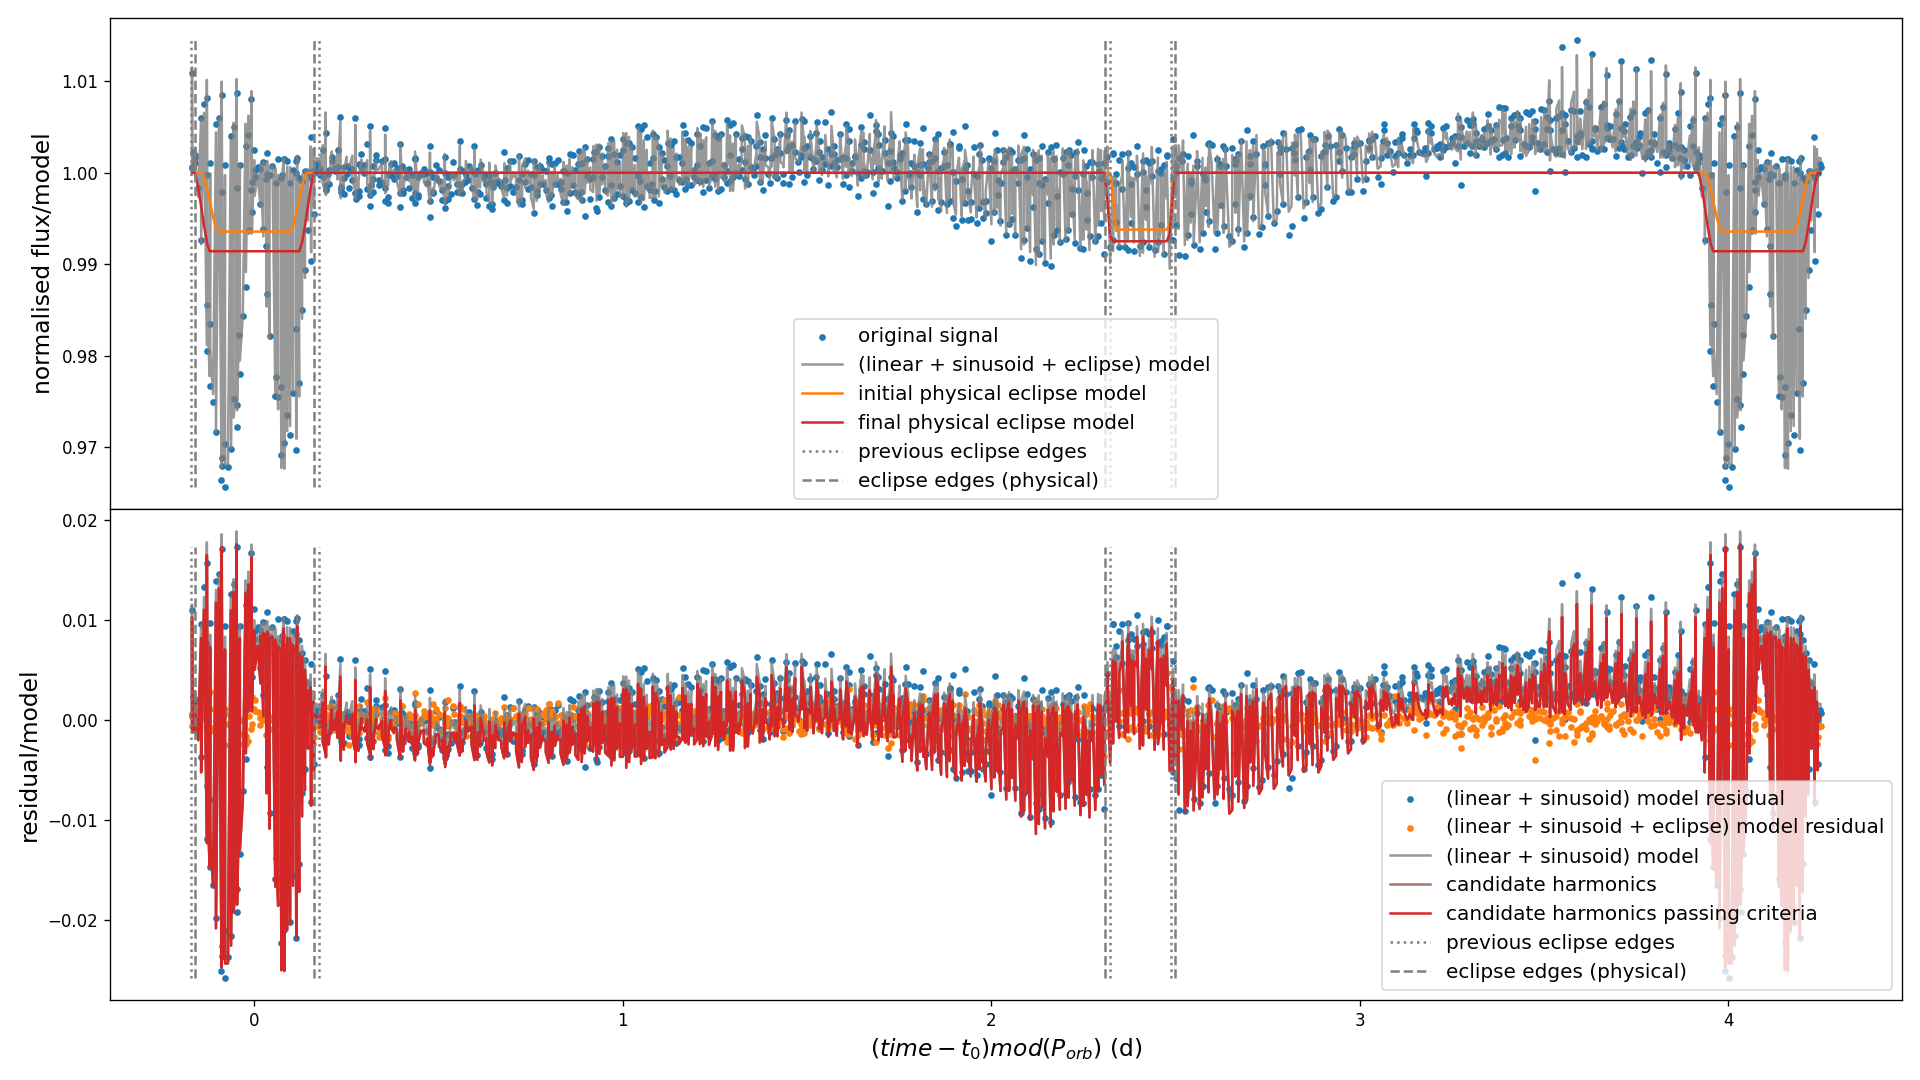 1.01
1.00
0.99
0.98
0.97
normalised flux/model
original signal
(linear + sinusoid + eclipse) model
initial physical eclipse model
final physical eclipse model
previous eclipse edges
eclipse edges (physical)
0.02
0.01
0.00
−0.01
−0.02
residual/model
(linear + sinusoid) model residual
(linear + sinusoid + eclipse) model residual
(linear + sinusoid) model
candidate harmonics
candidate harmonics passing criteria
previous eclipse edges
eclipse edges (physical)
0 1 2 3 4
(time − t₀)mod(P_orb) (d)